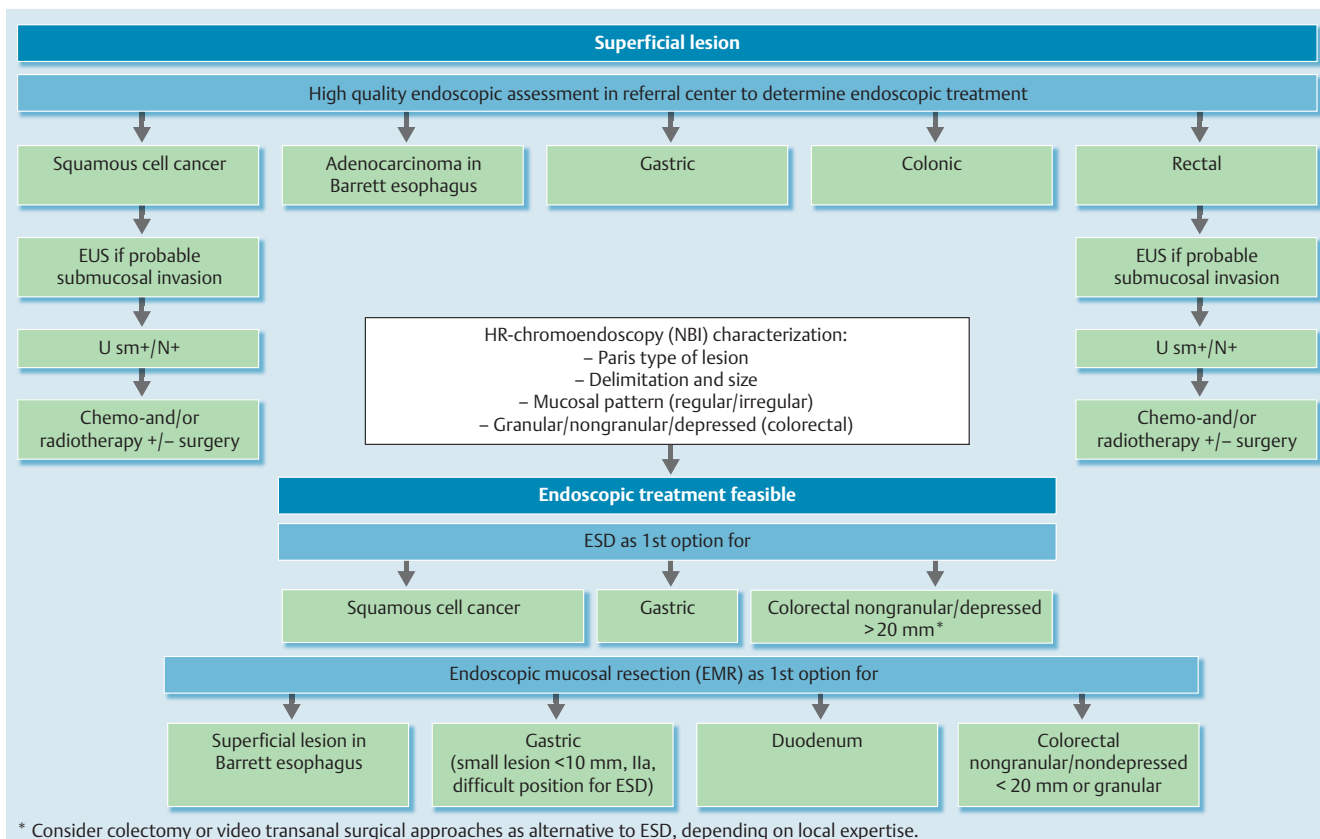 Superficial lesion
High quality endoscopic assessment in referral center to determine endoscopic treatment
Squamous cell cancer
Adenocarcinoma in
Barrett esophagus
Gastric
Colonic
Rectal
EUS if probable
submucosal invasion
EUS if probable
submucosal invasion
U sm+/N+
U sm+/N+
Chemo-and/or
radiotherapy +/– surgery
HR-chromoendoscopy (NBI) characterization:
– Paris type of lesion
– Delimitation and size
– Mucosal pattern (regular/irregular)
– Granular/nongranular/depressed (colorectal)
Chemo-and/or
radiotherapy +/– surgery
Endoscopic treatment feasible
ESD as 1st option for
Squamous cell cancer
Gastric
Colorectal nongranular/depressed
>20 mm*
Endoscopic mucosal resection (EMR) as 1st option for
Superficial lesion in
Barrett esophagus
Gastric
(small lesion <10 mm, IIa,
difficult position for ESD)
Duodenum
Colorectal
nongranular/nondepressed
< 20 mm or granular
* Consider colectomy or video transanal surgical approaches as alternative to ESD, depending on local expertise.